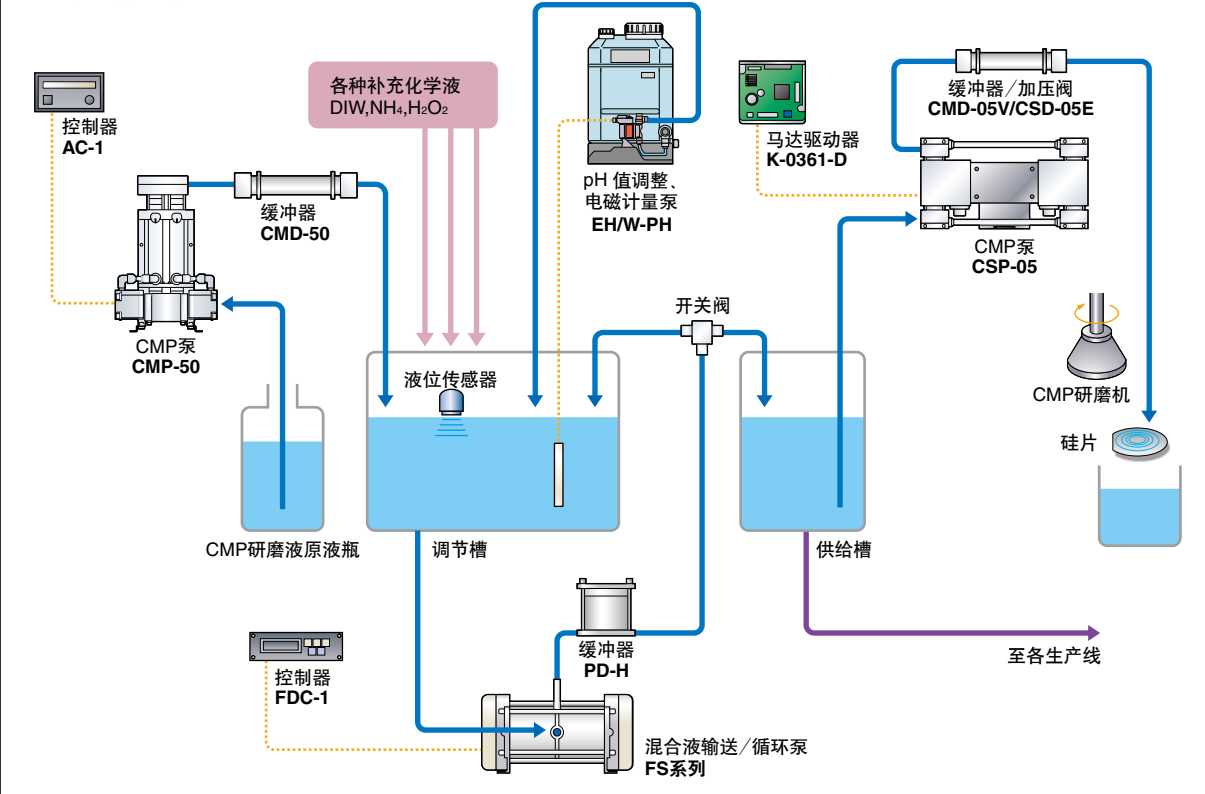 控制器
AC-1
各种补充化学液
DIW,NH₄,H₂O₂
缓冲器
CMD-50
CMP泵
CMP-50
CMP研磨液原液瓶
pH 值调整、
电磁计量泵
EH/W-PH
马达驱动器
K-0361-D
缓冲器/加压阀
CMD-05V/CSD-05E
CMP泵
CSP-05
开关阀
液位传感器
CMP研磨机
硅片
调节槽
供给槽
至各生产线
缓冲器
PD-H
控制器
FDC-1
混合液输送/循环泵
FS系列